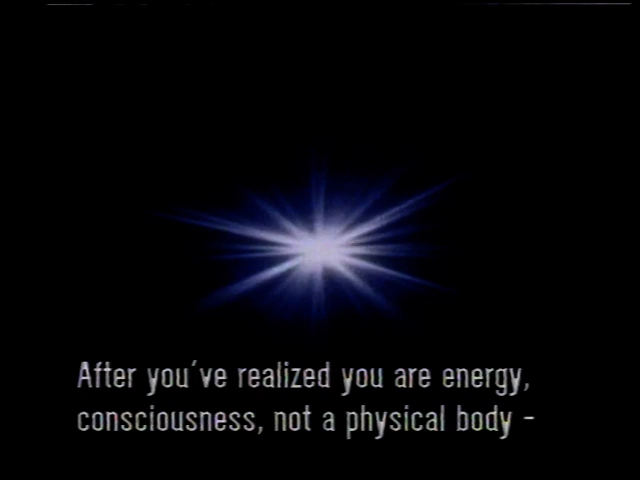 After you've realized you are energy,
consciousness, not a physical body -